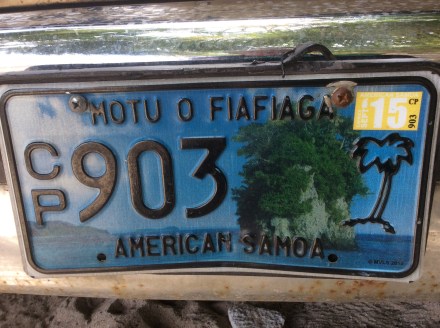 MOTU O FIAFIAGA
15
CP
903
CP 903
AMERICAN SAMOA